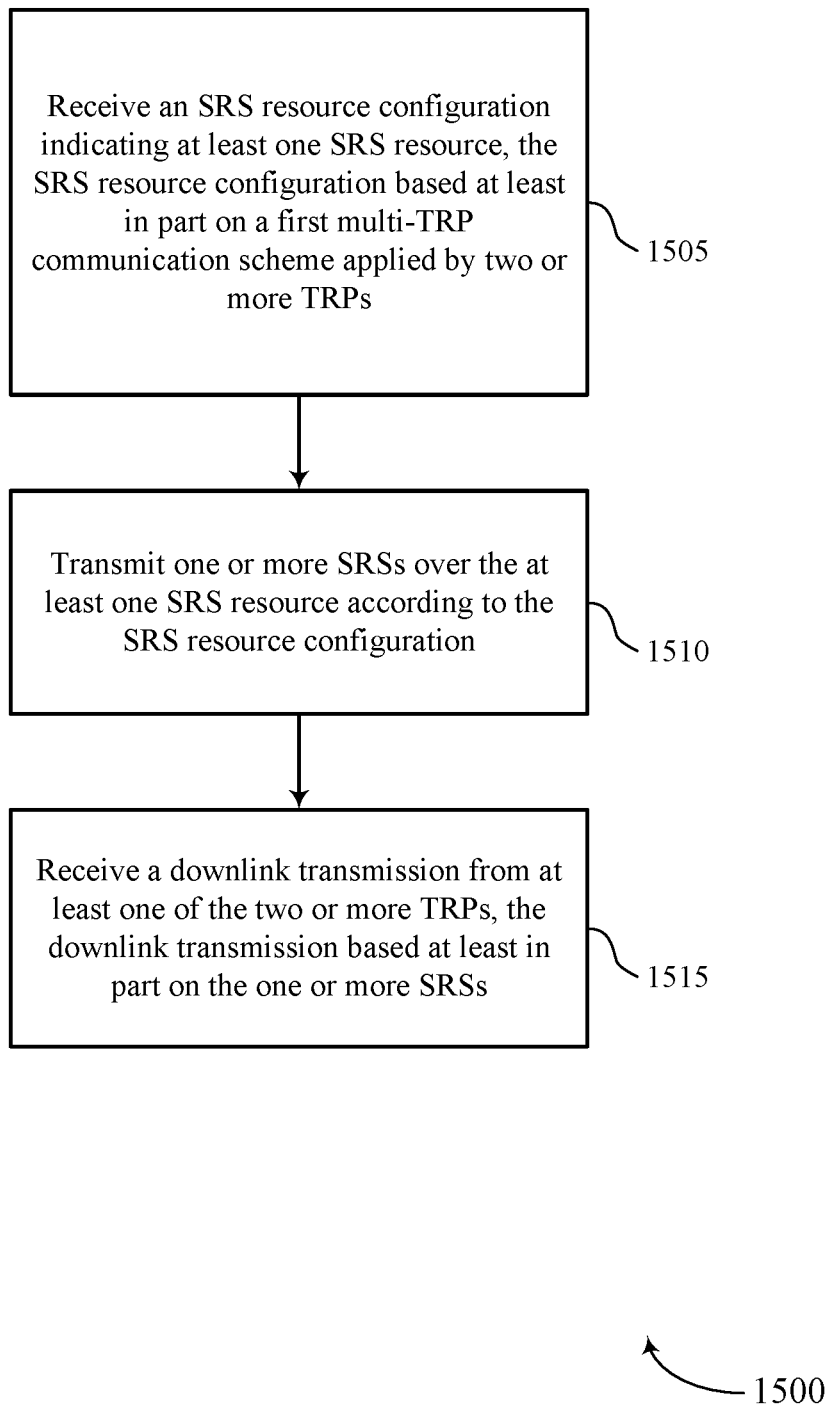 Receive an SRS resource configuration
indicating at least one SRS resource, the
SRS resource configuration based at least
in part on a first multi-TRP
communication scheme applied by two or
more TRPs
1505
Transmit one or more SRSs over the at
least one SRS resource according to the
SRS resource configuration
1510
Receive a downlink transmission from at
least one of the two or more TRPs, the
downlink transmission based at least in
part on the one or more SRSs
1515
1500